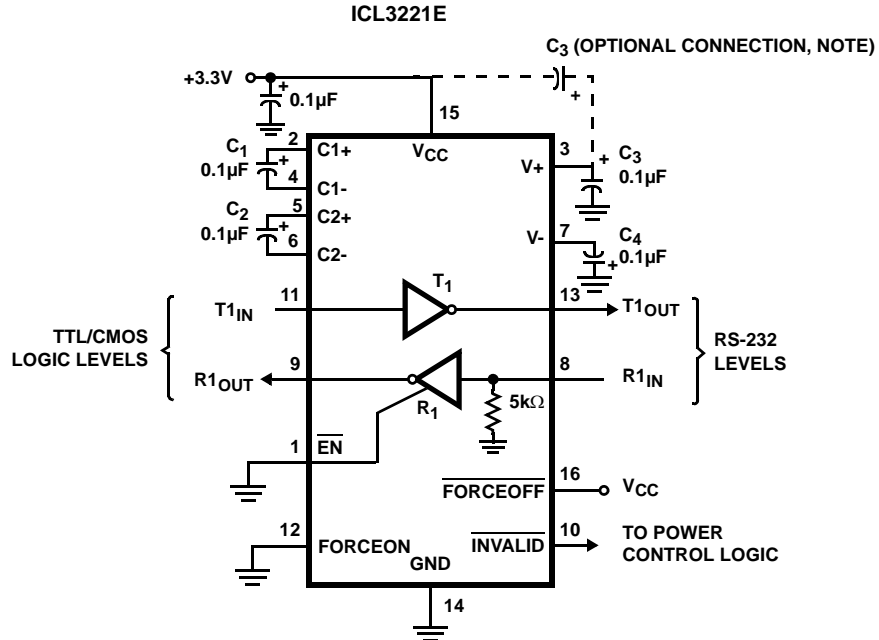 ICL3221E
C3 (OPTIONAL CONNECTION, NOTE)
+3.3V
+
0.1µF
+
15
2
C1+
VCC
3
V+
+
C3
0.1µF
C1
0.1µF
+
4
C1-
5
C2+
C2
0.1µF
+
6
C2-
7
V-
C4
0.1µF
+
T1
11
13
T1IN
T1OUT
TTL/CMOS
LOGIC LEVELS
RS-232
LEVELS
9
8
R1OUT
R1IN
R1
5kΩ
1
EN
16
FORCEOFF
VCC
12
FORCEON
10
INVALID
TO POWER
CONTROL LOGIC
GND
14